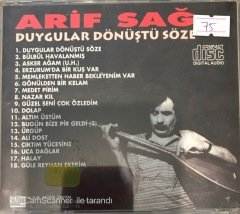 ARİF SAĞ
75
DUYGULAR DÖNÜŞTÜ SÖZE
COMPACT
disc
DIGITAL AUDIO
1. DUYGULAR DÖNÜŞTÜ SÖZE
2. BÜLBÜL HAVALANMIŞ
3. ASKER AĞAM (U.H.)
4. ERZURUM'DA BİR KUŞ VAR
5. MEMLEKETTEN HABER BEKLEYENİM VAR
6. GÖNÜLDEN BİR KELAM
7. MEDET PİRİM
8. NAZAR KIL
9. GÜZEL SENİ ÇOK ÖZLEDİM
10. DOLAP
11. ALTIM ÜSTÜM
12. BUGÜN BİZE PİR GELDİ
13. ÜRGÜP
14. ALİ DOST
15. ÇIKTIM YÜCESİNE
16. UCA DAĞLAR
17. HALAY
18. GÜLE REYHAN EKERİM
CamScanner ile tarandı